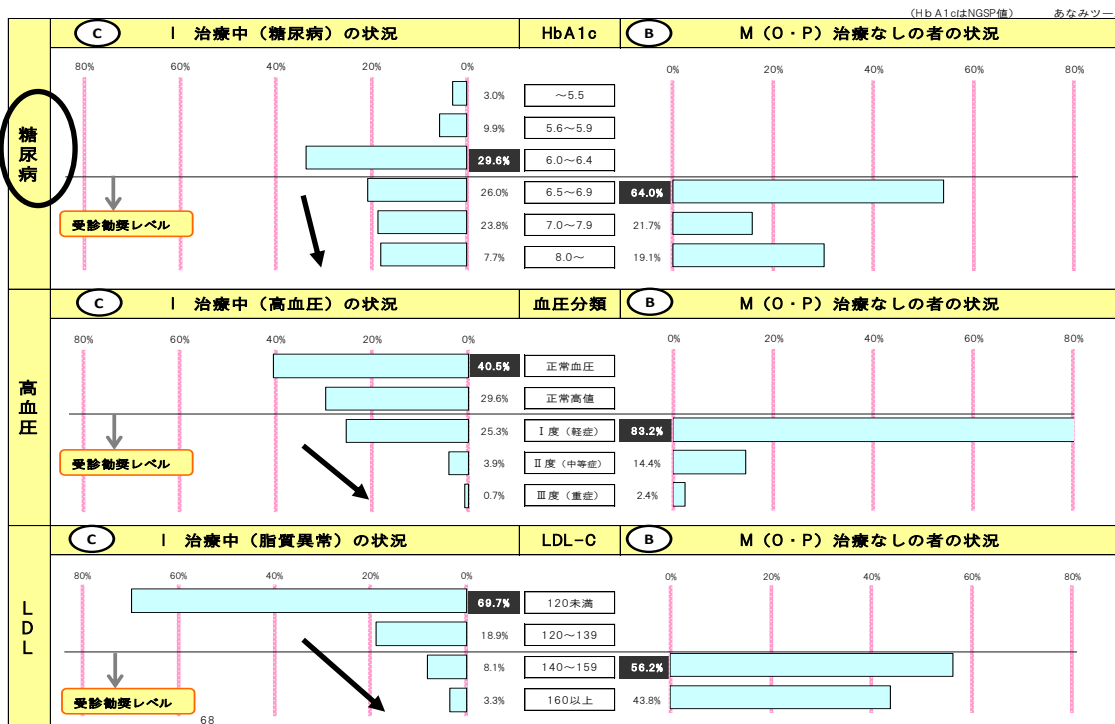 （HbA1cはNGSP値） あなみツー
糖尿病
C Ⅰ 治療中（糖尿病）の状況 HbA1c B M（O・P）治療なしの者の状況
80% 60% 40% 20% 0% 0% 20% 40% 60% 80%
3.0% ～5.5
9.9% 5.6～5.9
29.6% 6.0～6.4
26.0% 6.5～6.9 64.0%
受診勧奨レベル 23.8% 7.0～7.9 21.7%
7.7% 8.0～ 19.1%
高血圧
C Ⅰ 治療中（高血圧）の状況 血圧分類 B M（O・P）治療なしの者の状況
80% 60% 40% 20% 0% 0% 20% 40% 60% 80%
40.5% 正常血圧
29.6% 正常高値
25.3% Ⅰ度（軽症） 83.2%
受診勧奨レベル 3.9% Ⅱ度（中等症） 14.4%
0.7% Ⅲ度（重症） 2.4%
LDL
C Ⅰ 治療中（脂質異常）の状況 LDL-C B M（O・P）治療なしの者の状況
80% 60% 40% 20% 0% 0% 20% 40% 60% 80%
69.7% 120未満
18.9% 120～139
8.1% 140～159 56.2%
受診勧奨レベル 3.3% 160以上 43.8%
68